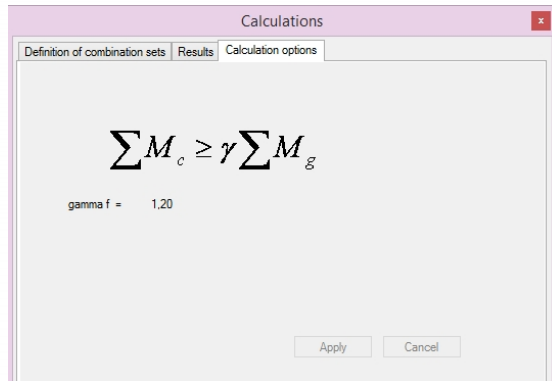 Calculations
x
Definition of combination sets Results Calculation options
∑M_c ≥ γ∑M_g
gamma f = 1,20
Apply Cancel